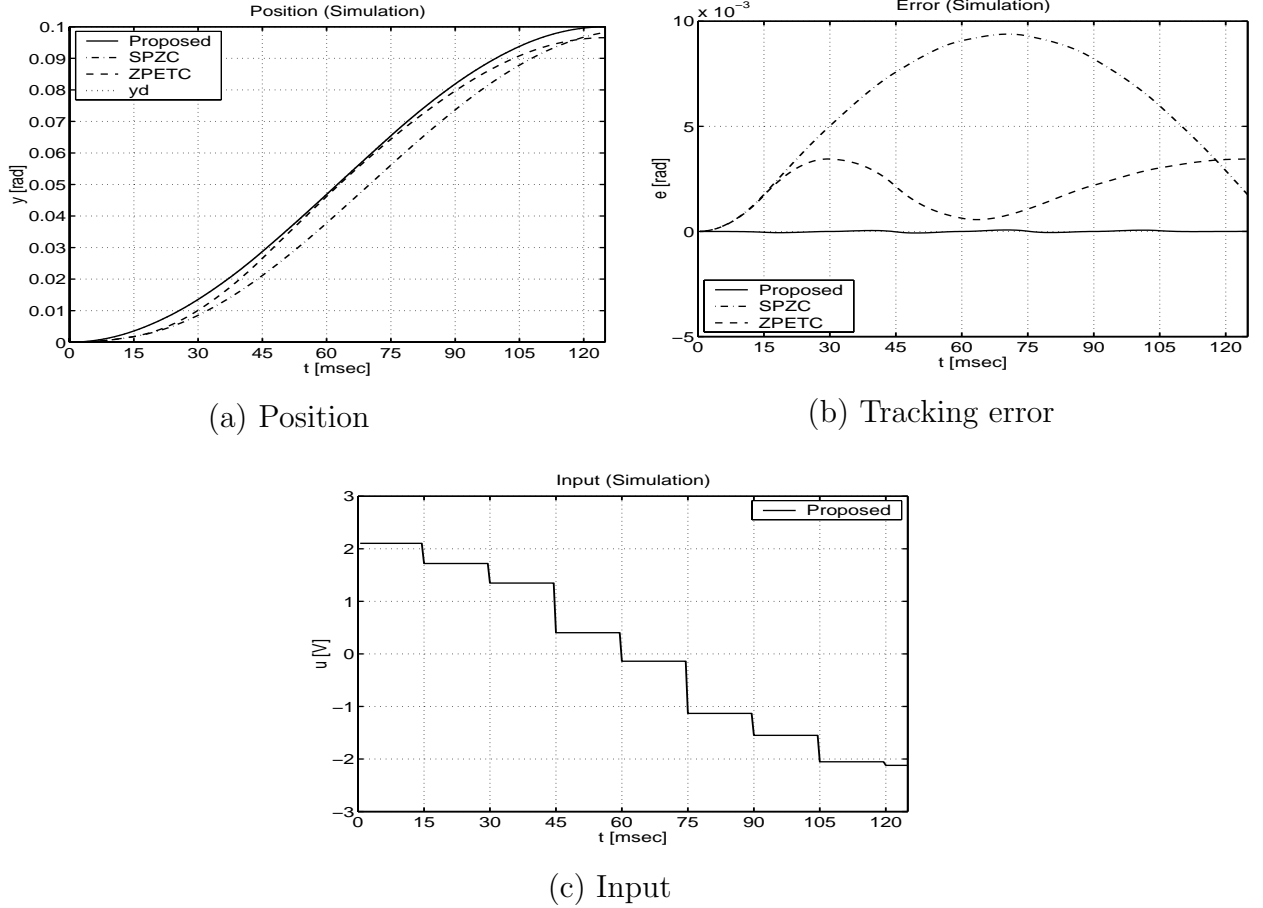 Position (Simulation)
0.1
0.09
0.08
0.07
0.06
0.05
0.04
0.03
0.02
0.01
0
y [rad]
Proposed
SPZC
ZPETC
yd
0 15 30 45 60 75 90 105 120
t [msec]
(a) Position
Error (Simulation)
10 × 10−3
5
0
−5
e [rad]
Proposed
SPZC
ZPETC
0 15 30 45 60 75 90 105 120
t [msec]
(b) Tracking error
Input (Simulation)
3
2
1
0
−1
−2
−3
u [V]
Proposed
0 15 30 45 60 75 90 105 120
t [msec]
(c) Input